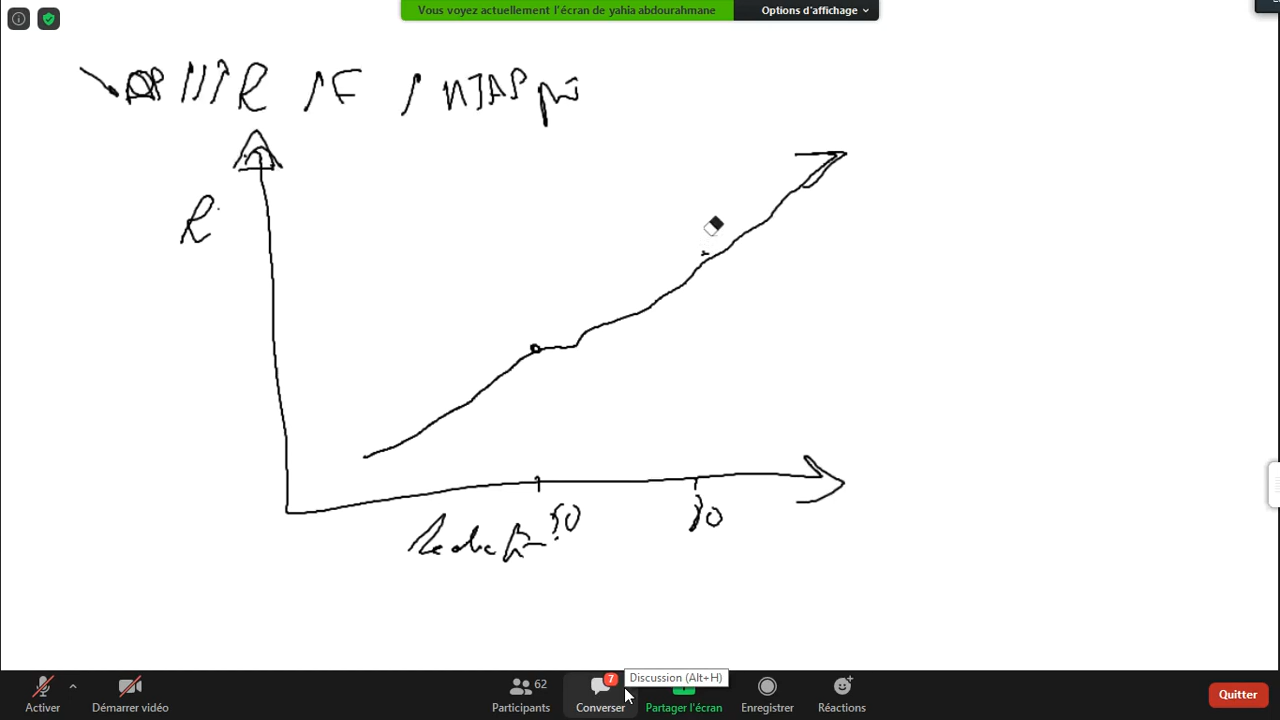 Vous voyez actuellement l'écran de yahia abdourahmane
Options d'affichage
R
R
50
Discussion (Alt+H)
7
62
Activer
Démarrer vidéo
Participants
Converser
Partager l'écran
Enregistrer
Réactions
Quitter